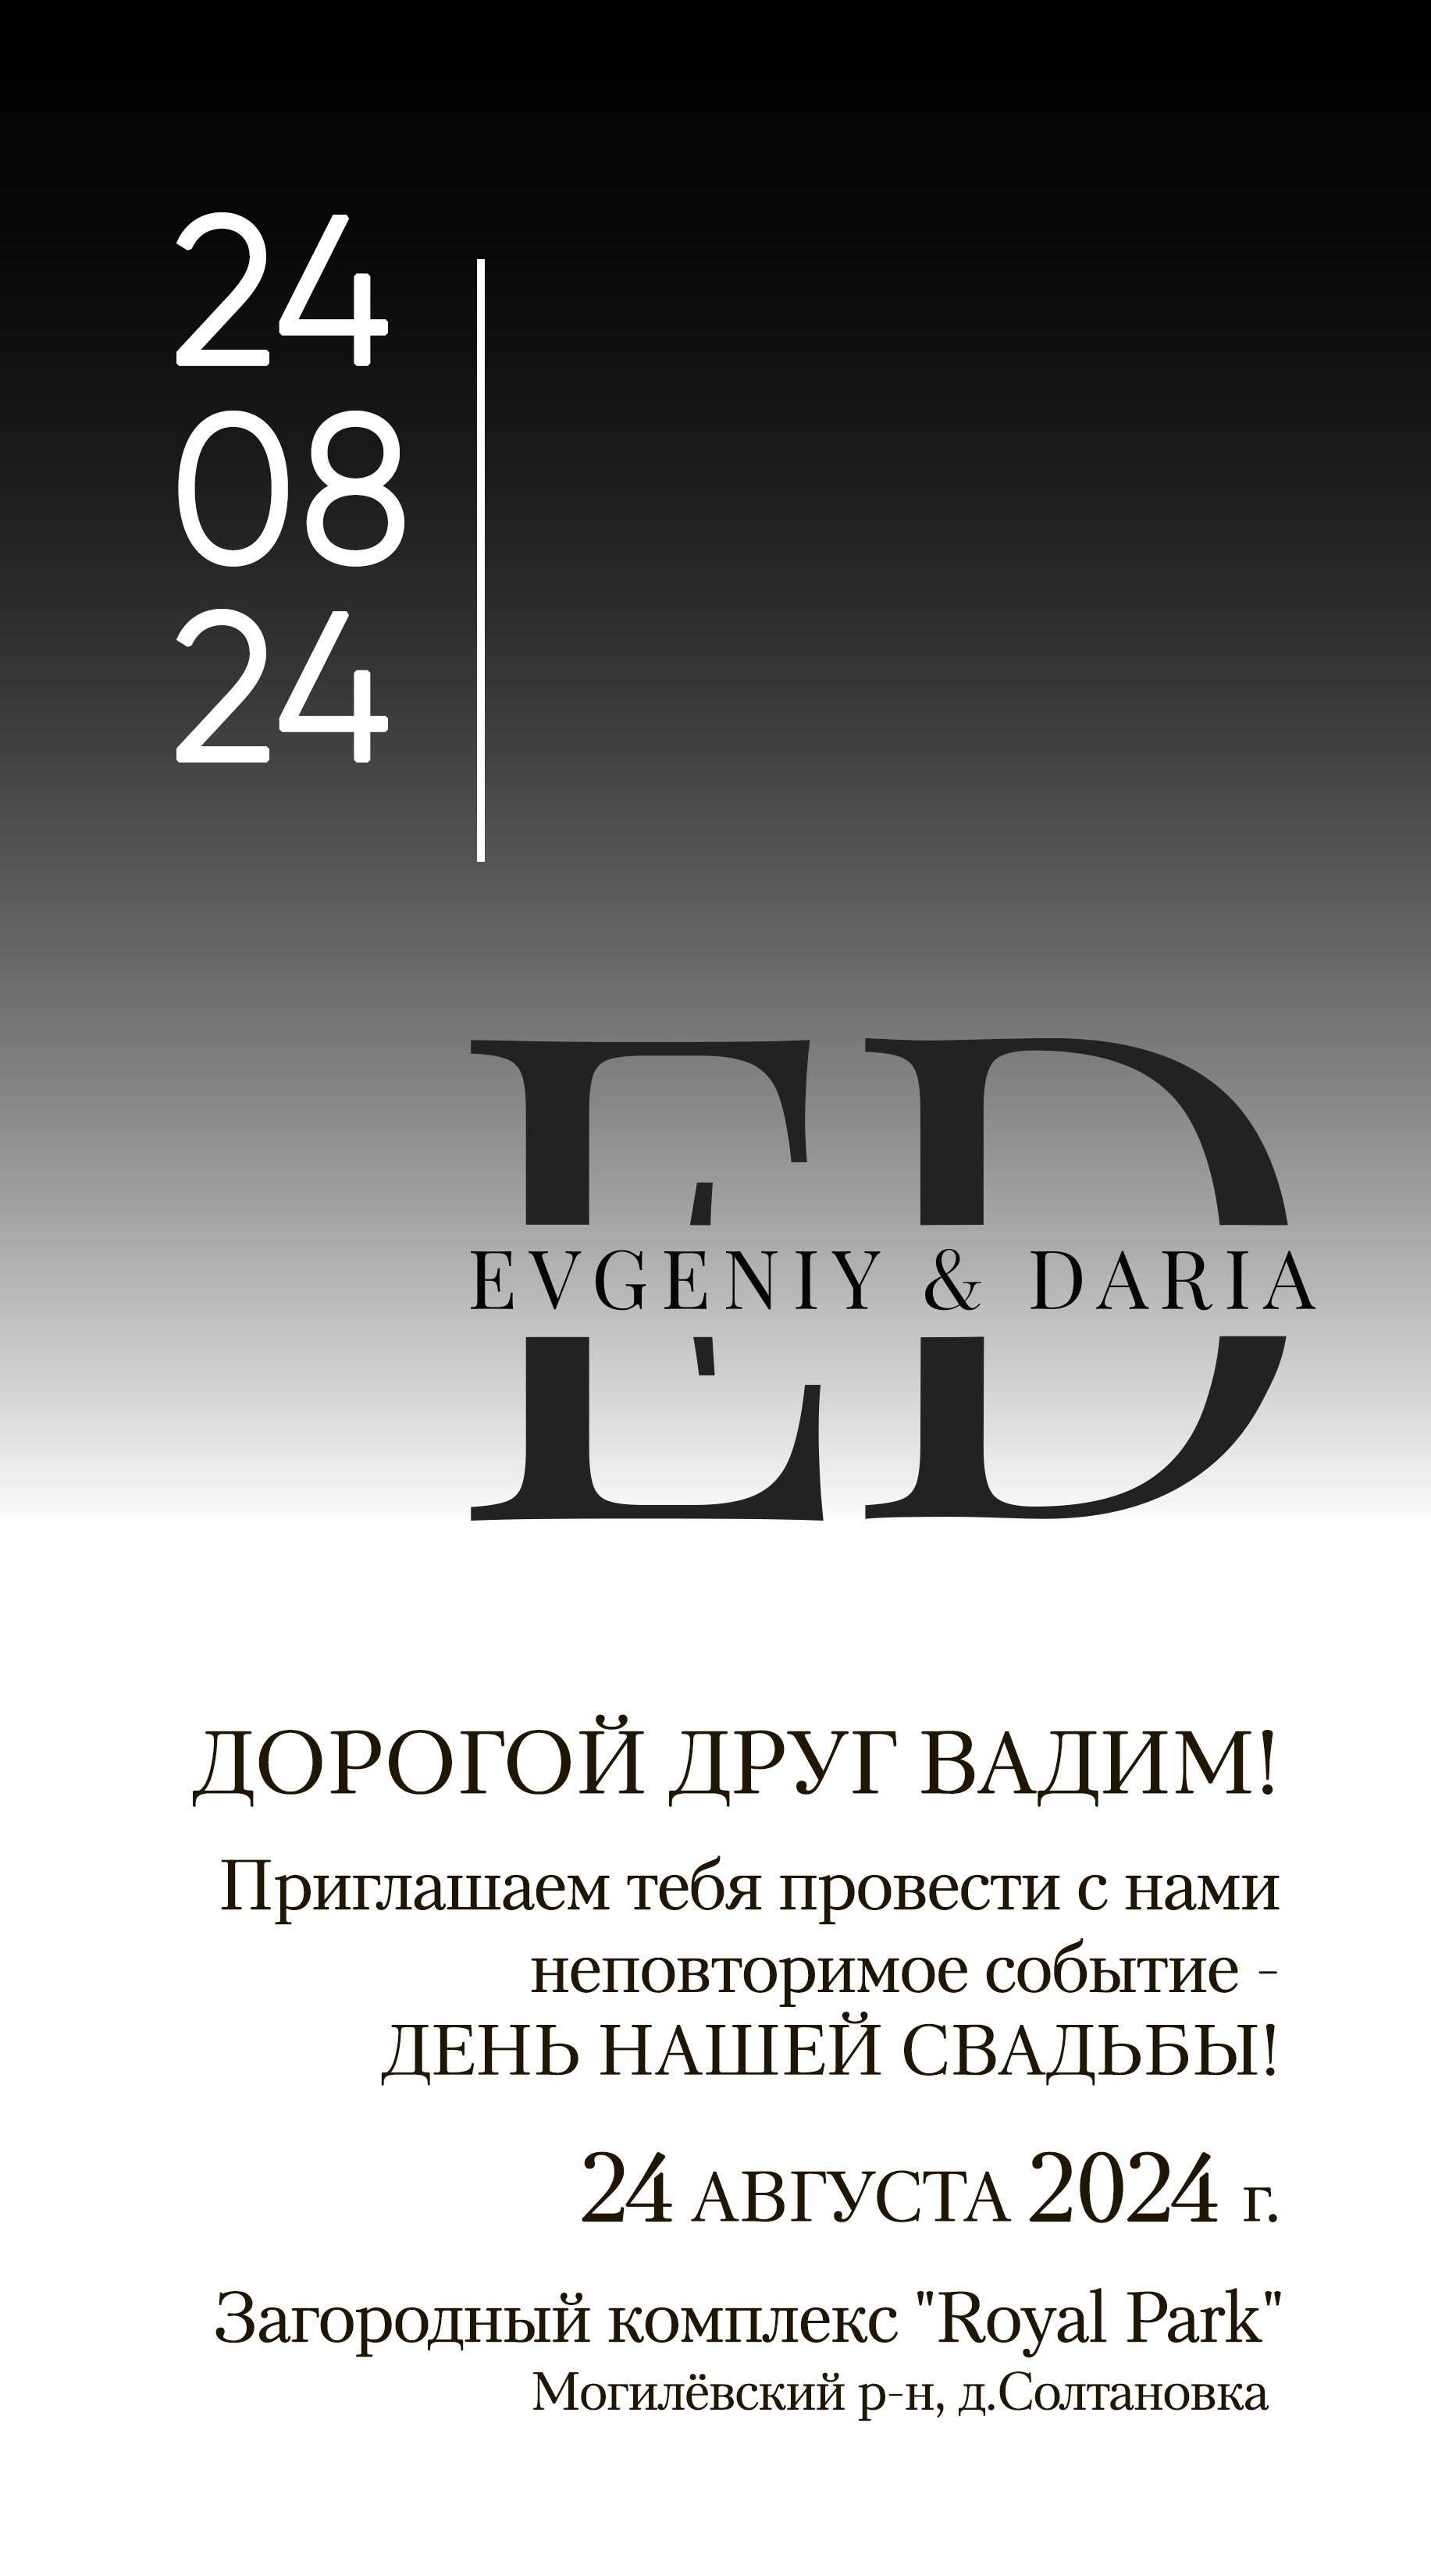 24
08
24
ED
EVGENIY & DARIA
ДОРОГОЙ ДРУГ ВАДИМ!
Приглашаем тебя провести с нами
неповторимое событие -
ДЕНЬ НАШЕЙ СВАДЬБЫ!
24 АВГУСТА 2024 г.
Загородный комплекс "Royal Park"
Могилёвский р-н, д.Солтановка